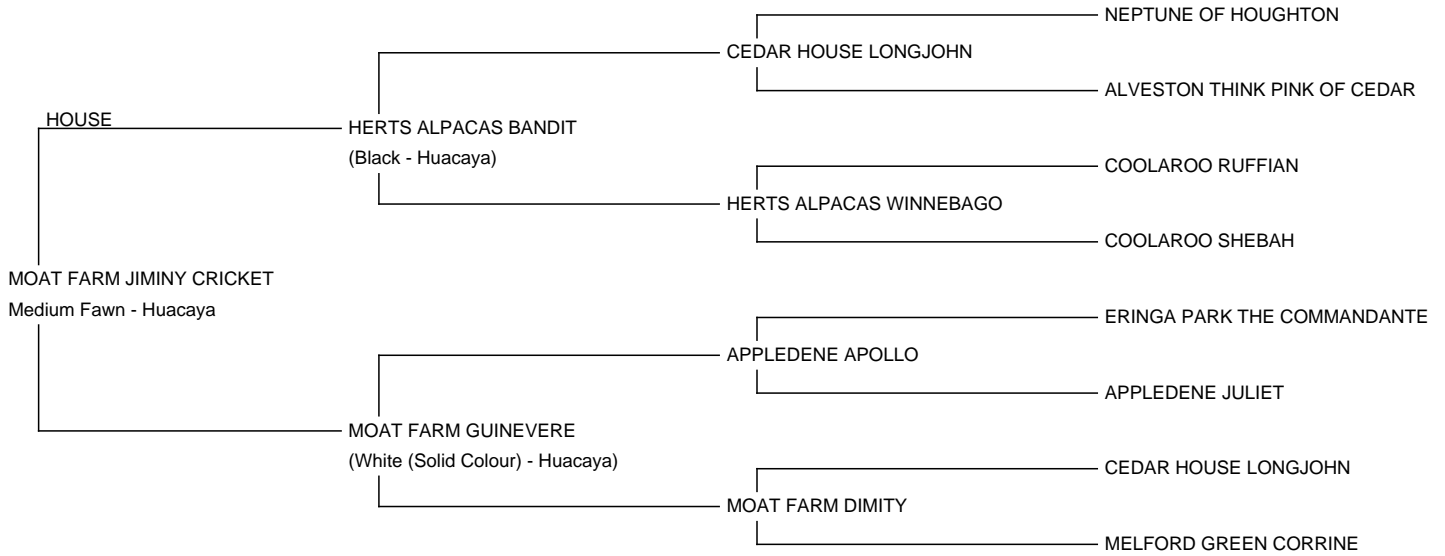 NEPTUNE OF HOUGHTON
CEDAR HOUSE LONGJOHN
ALVESTON THINK PINK OF CEDAR
HOUSE
HERTS ALPACAS BANDIT
(Black - Huacaya)
COOLAROO RUFFIAN
HERTS ALPACAS WINNEBAGO
COOLAROO SHEBAH
MOAT FARM JIMINY CRICKET
Medium Fawn - Huacaya
ERINGA PARK THE COMMANDANTE
APPLEDENE APOLLO
APPLEDENE JULIET
MOAT FARM GUINEVERE
(White (Solid Colour) - Huacaya)
CEDAR HOUSE LONGJOHN
MOAT FARM DIMITY
MELFORD GREEN CORRINE